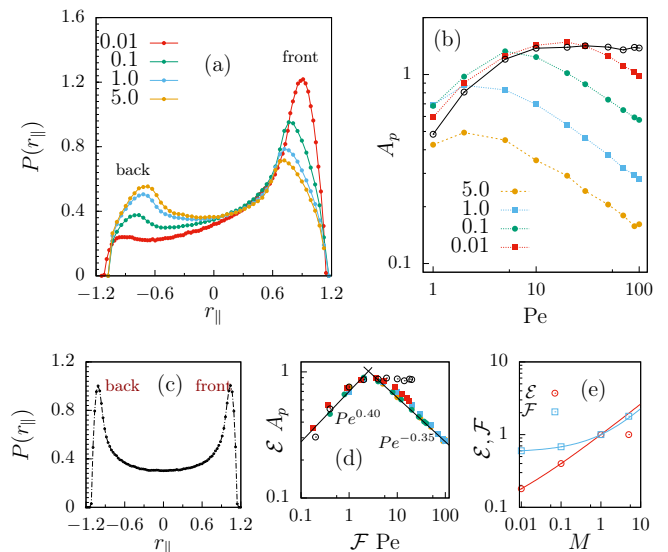 0.01
0.1
1.0
5.0
(a)
front
back
1.6
1.2
0.8
0.4
0
P(r∥)
−1.2 −0.6 0 0.6 1.2
r∥
(b)
1
0.1
A_p
5.0
1.0
0.1
0.01
1 10 100
Pe
(c)
back front
1.2
0.8
0.4
0
P(r∥)
−1.2 −0.6 0 0.6 1.2
r∥
(d)
1
0.1
ℰ A_p
Pe^0.40
Pe^−0.35
0.1 1 10 100
ℱ Pe
(e)
ℰ
ℱ
10
1
0.1
ℰ, ℱ
0.01 0.1 1 10
M